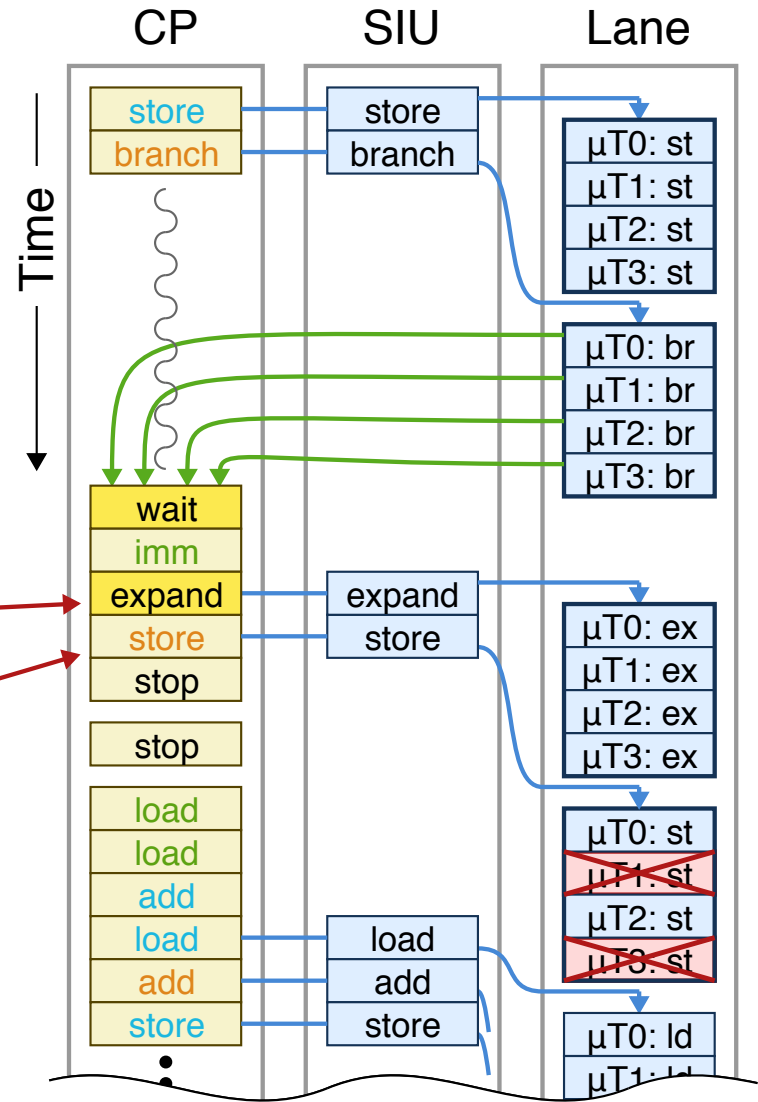 CP
SIU
Lane
Time
store
branch
wait
imm
expand
store
stop
stop
load
load
add
load
add
store
store
branch
expand
store
load
add
store
μT0: st
μT1: st
μT2: st
μT3: st
μT0: br
μT1: br
μT2: br
μT3: br
μT0: ex
μT1: ex
μT2: ex
μT3: ex
μT0: st
μT1: st
μT2: st
μT3: st
μT0: ld
μT1: ld